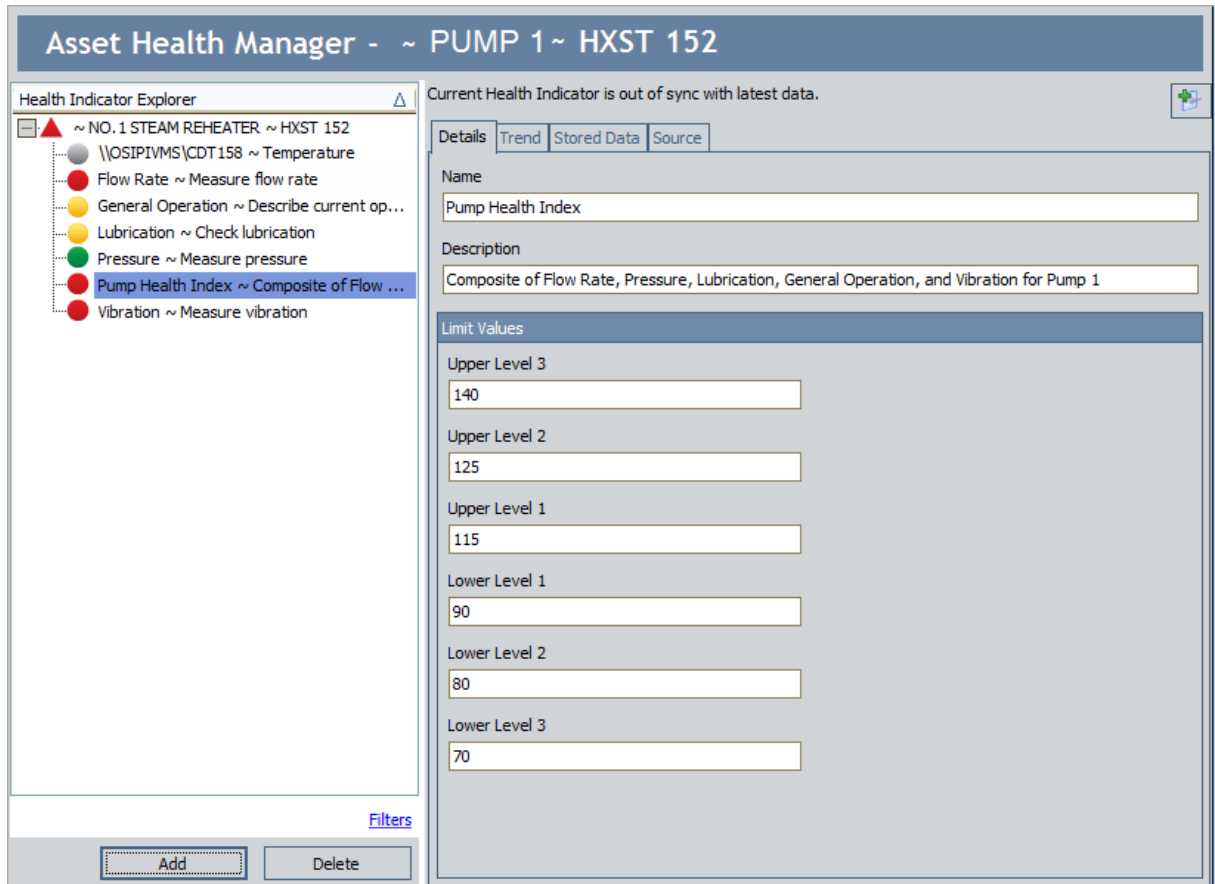 Asset Health Manager - ~ PUMP 1~ HXST 152
Health Indicator Explorer
~ NO.1 STEAM REHEATER ~ HXST 152
\\OSIPIVMS\CDT158 ~ Temperature
Flow Rate ~ Measure flow rate
General Operation ~ Describe current op...
Lubrication ~ Check lubrication
Pressure ~ Measure pressure
Pump Health Index ~ Composite of Flow ...
Vibration ~ Measure vibration
Filters
Add Delete
Current Health Indicator is out of sync with latest data.
Details Trend Stored Data Source
Name
Pump Health Index
Description
Composite of Flow Rate, Pressure, Lubrication, General Operation, and Vibration for Pump 1
Limit Values
Upper Level 3
140
Upper Level 2
125
Upper Level 1
115
Lower Level 1
90
Lower Level 2
80
Lower Level 3
70